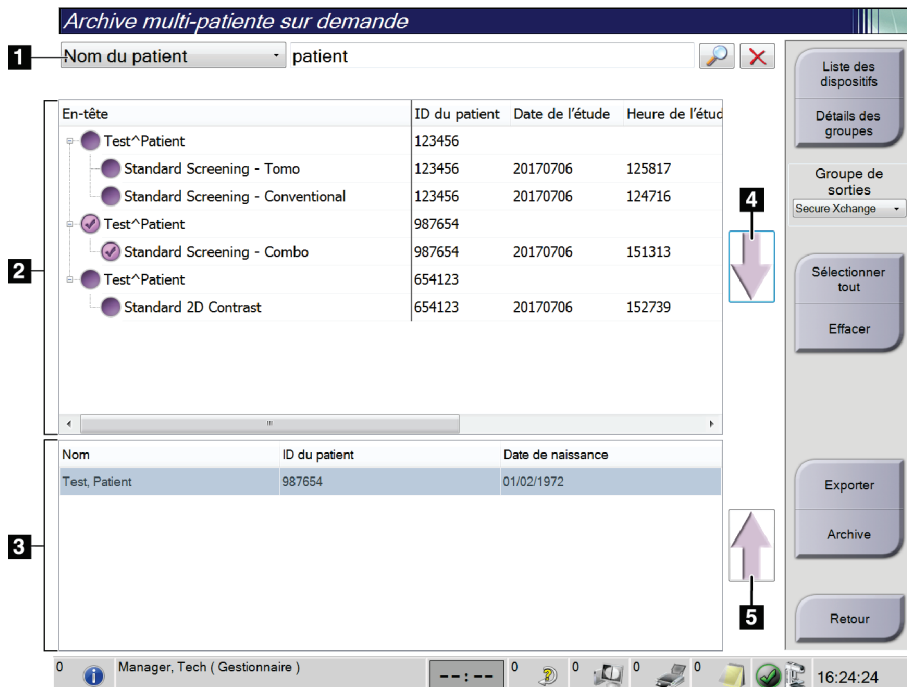 Archive multi-patiente sur demande
1
Nom du patient
patient
2
En-tête ID du patient Date de l'étude Heure de l'étud
Test^Patient 123456
Standard Screening - Tomo 123456 20170706 125817
Standard Screening - Conventional 123456 20170706 124716
Test^Patient 987654
Standard Screening - Combo 987654 20170706 151313
Test^Patient 654123
Standard 2D Contrast 654123 20170706 152739
4
3
Nom ID du patient Date de naissance
Test, Patient 987654 01/02/1972
5
Liste des
dispositifs
Détails des
groupes
Groupe de
sorties
Secure Xchange
Sélectionner
tout
Effacer
Exporter
Archive
Retour
0 Manager, Tech ( Gestionnaire ) --:-- 0 0 0 0 16:24:24